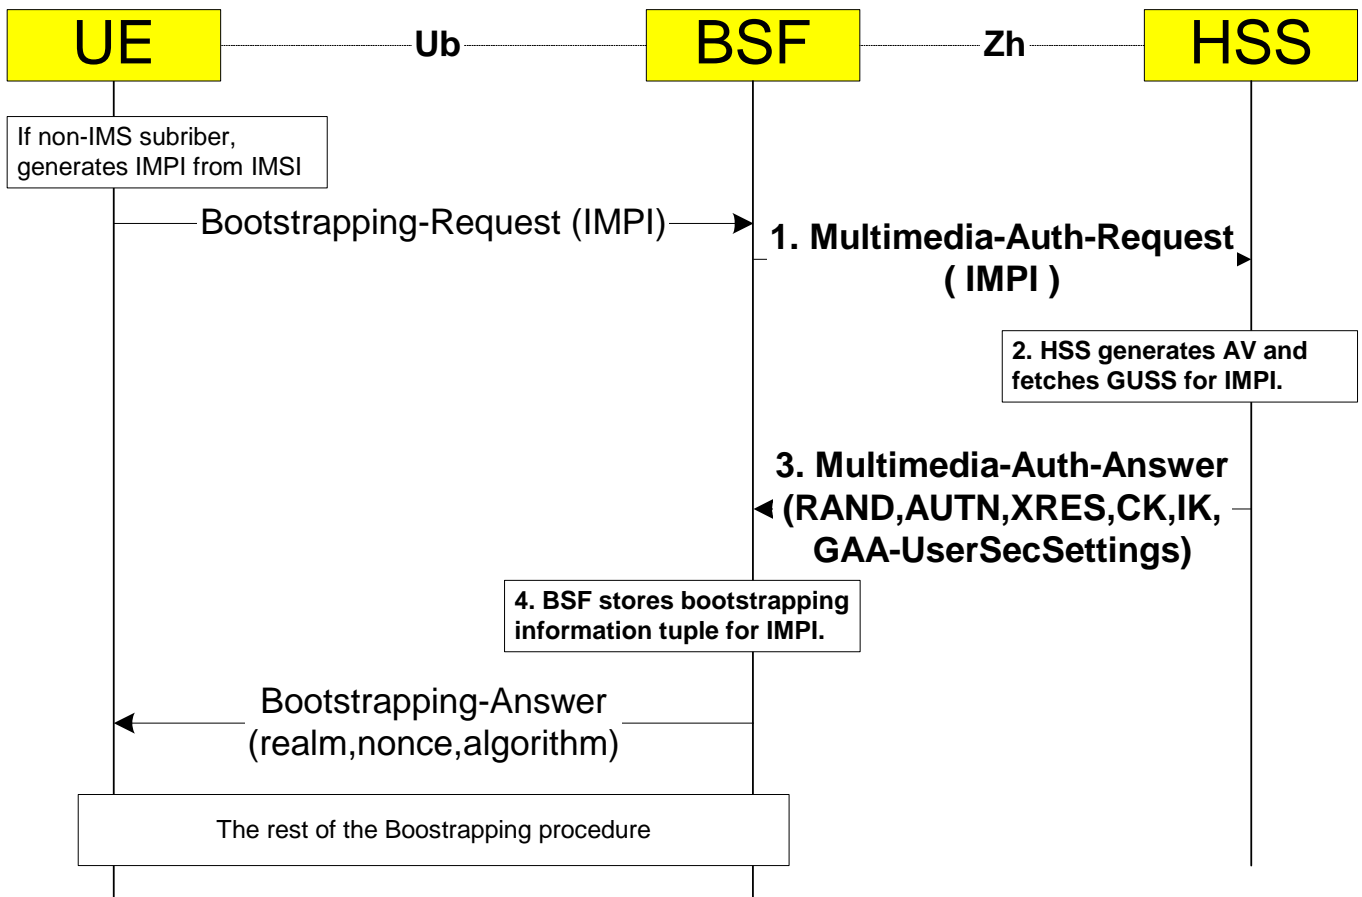 UE
Ub
BSF
Zh
HSS
If non-IMS subriber,
generates IMPI from IMSI
Bootstrapping-Request (IMPI)
1. Multimedia-Auth-Request
( IMPI )
2. HSS generates AV and
fetches GUSS for IMPI.
3. Multimedia-Auth-Answer
(RAND,AUTN,XRES,CK,IK,
GAA-UserSecSettings)
4. BSF stores bootstrapping
information tuple for IMPI.
Bootstrapping-Answer
(realm,nonce,algorithm)
The rest of the Boostrapping procedure